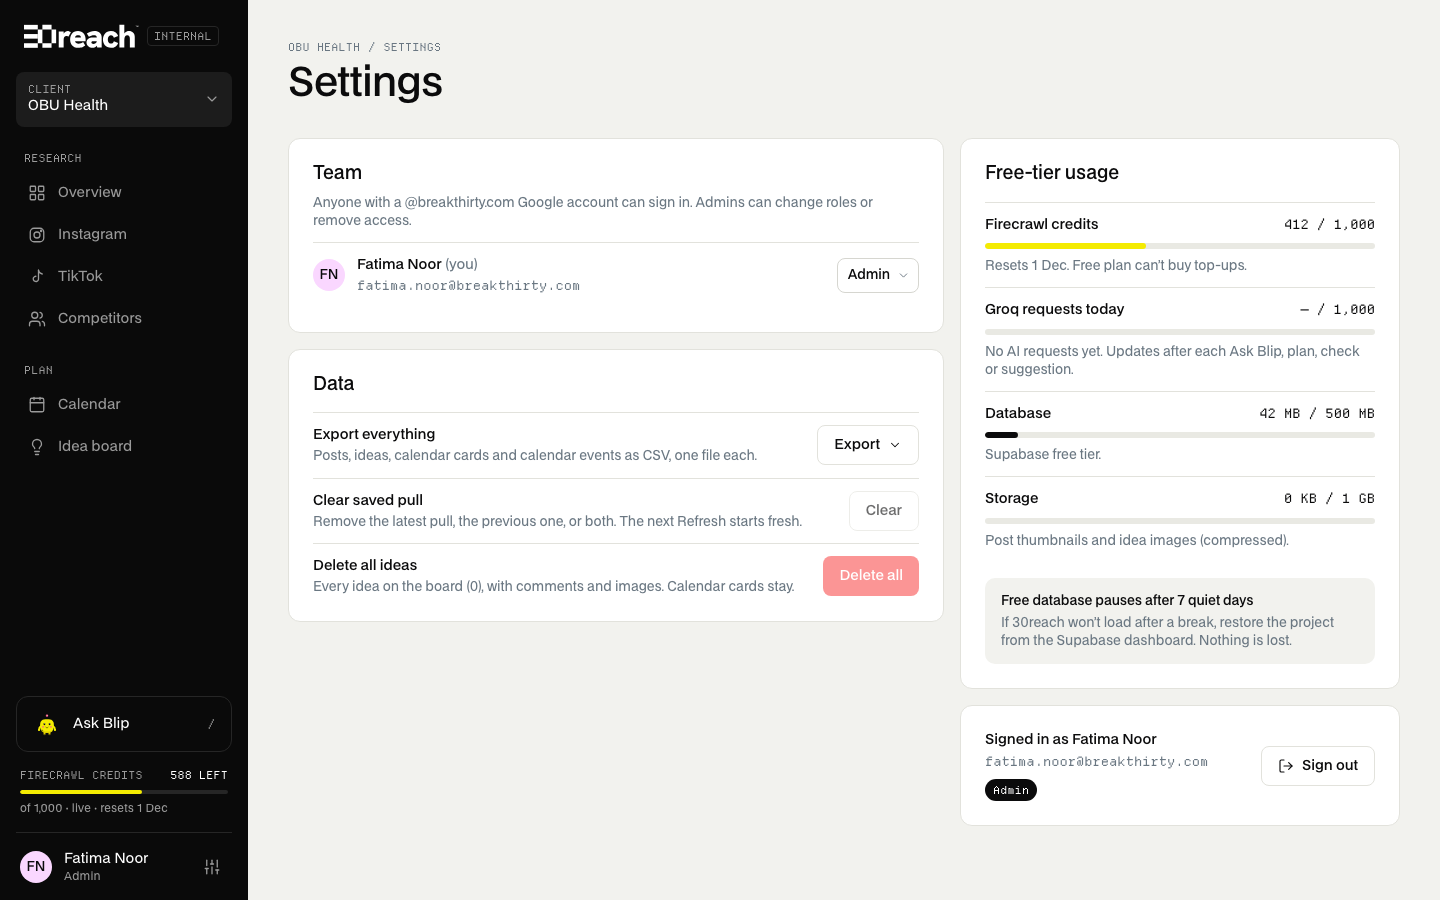 30reach INTERNAL
CLIENT
OBU Health
RESEARCH
Overview
Instagram
TikTok
Competitors
PLAN
Calendar
Idea board
Ask Blip /
FIRECRAWL CREDITS 588 LEFT
of 1,000 · live · resets 1 Dec
FN Fatima Noor
Admin
OBU HEALTH / SETTINGS
Settings
Team
Anyone with a @breakthirty.com Google account can sign in. Admins can change roles or
remove access.
FN Fatima Noor (you)
fatima.noor@breakthirty.com
Admin
Data
Export everything
Posts, ideas, calendar cards and calendar events as CSV, one file each.
Export
Clear saved pull
Remove the latest pull, the previous one, or both. The next Refresh starts fresh.
Clear
Delete all ideas
Every idea on the board (0), with comments and images. Calendar cards stay.
Delete all
Free-tier usage
Firecrawl credits 412 / 1,000
Resets 1 Dec. Free plan can't buy top-ups.
Groq requests today — / 1,000
No AI requests yet. Updates after each Ask Blip, plan, check
or suggestion.
Database 42 MB / 500 MB
Supabase free tier.
Storage 0 KB / 1 GB
Post thumbnails and idea images (compressed).
Free database pauses after 7 quiet days
If 30reach won't load after a break, restore the project
from the Supabase dashboard. Nothing is lost.
Signed in as Fatima Noor
fatima.noor@breakthirty.com
Admin
Sign out